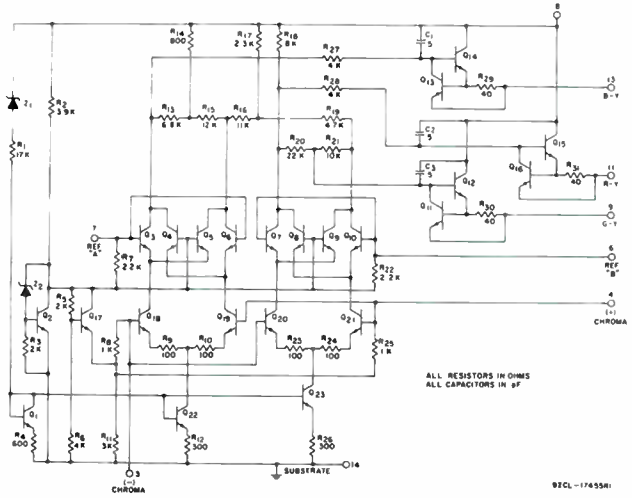 8
R14
800
R17
2.3K
R18
8K
C1
5
R27
4K
Q14
Q13
R29
40
13
B-Y
Z1
R2
3.9K
R28
4K
R13
6.8K
R15
12K
R16
11K
R19
4.7K
R1
17K
C2
5
Q15
R20
22K
R21
10K
Q16
R31
40
11
R-Y
C3
5
Q12
Q11
R30
40
9
G-Y
7
REF
"A"
Q3
Q4
Q5
Q6
Q7
Q8
Q9
Q10
R7
2.2K
6
REF
"B"
R22
2.2K
Z2
R5
2K
4
(+)
CHROMA
Q2
Q17
Q18
Q19
Q20
Q21
R3
2K
R8
1K
R9
100
R10
100
R23
100
R24
100
R25
1K
ALL RESISTORS IN OHMS
ALL CAPACITORS IN pF
Q1
Q22
Q23
R4
600
R6
4K
R11
3K
R12
300
R26
300
SUBSTRATE
14
3
(-)
CHROMA
92CL-17455R1